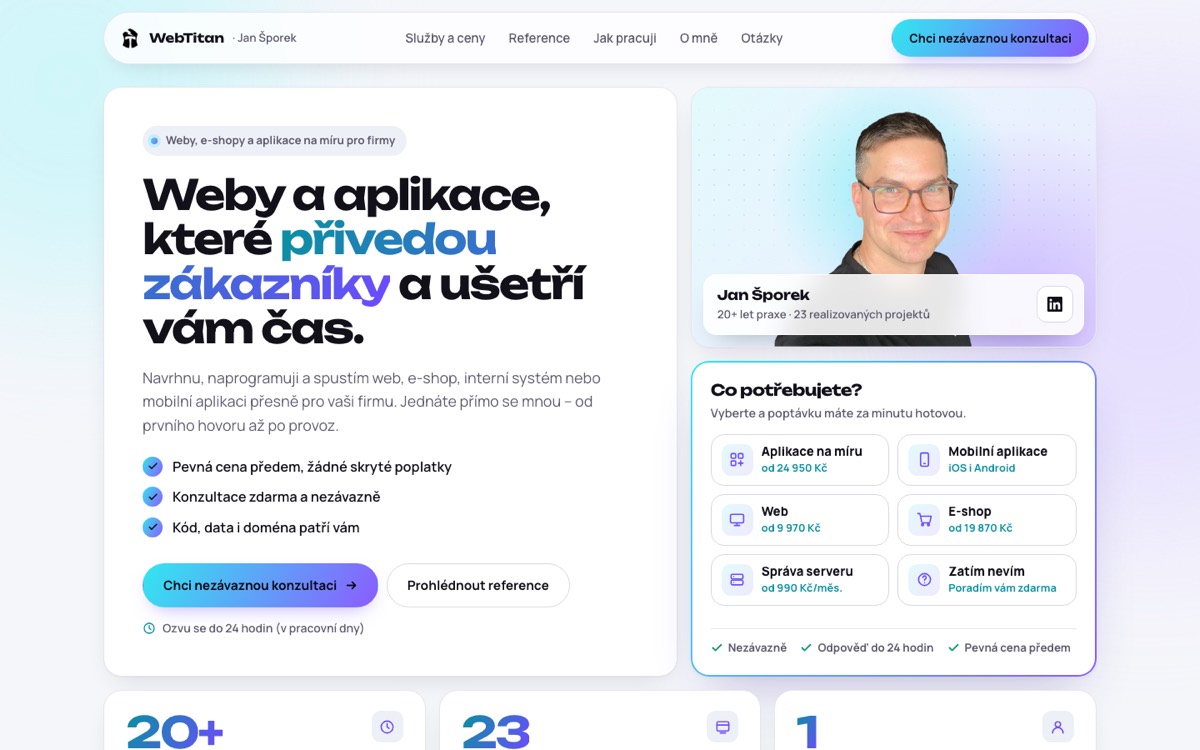 WebTitan · Jan Šporek
Služby a ceny
Reference
Jak pracuji
O mně
Otázky
Chci nezávaznou konzultaci
Weby, e-shopy a aplikace na míru pro firmy
Weby a aplikace,
které přivedou
zákazníky a ušetří
vám čas.
Navrhnu, naprogramuji a spustím web, e-shop, interní systém nebo
mobilní aplikaci přesně pro vaši firmu. Jednáte přímo se mnou – od
prvního hovoru až po provoz.
Pevná cena předem, žádné skryté poplatky
Konzultace zdarma a nezávazně
Kód, data i doména patří vám
Chci nezávaznou konzultaci →
Prohlédnout reference
Ozvu se do 24 hodin (v pracovní dny)
Jan Šporek
20+ let praxe · 23 realizovaných projektů
in
Co potřebujete?
Vyberte a poptávku máte za minutu hotovou.
Aplikace na míru
od 24 950 Kč
Mobilní aplikace
iOS i Android
Web
od 9 970 Kč
E-shop
od 19 870 Kč
Správa serveru
od 990 Kč/měs.
Zatím nevím
Poradím vám zdarma
Nezávazně
Odpověď do 24 hodin
Pevná cena předem
20+
23
1